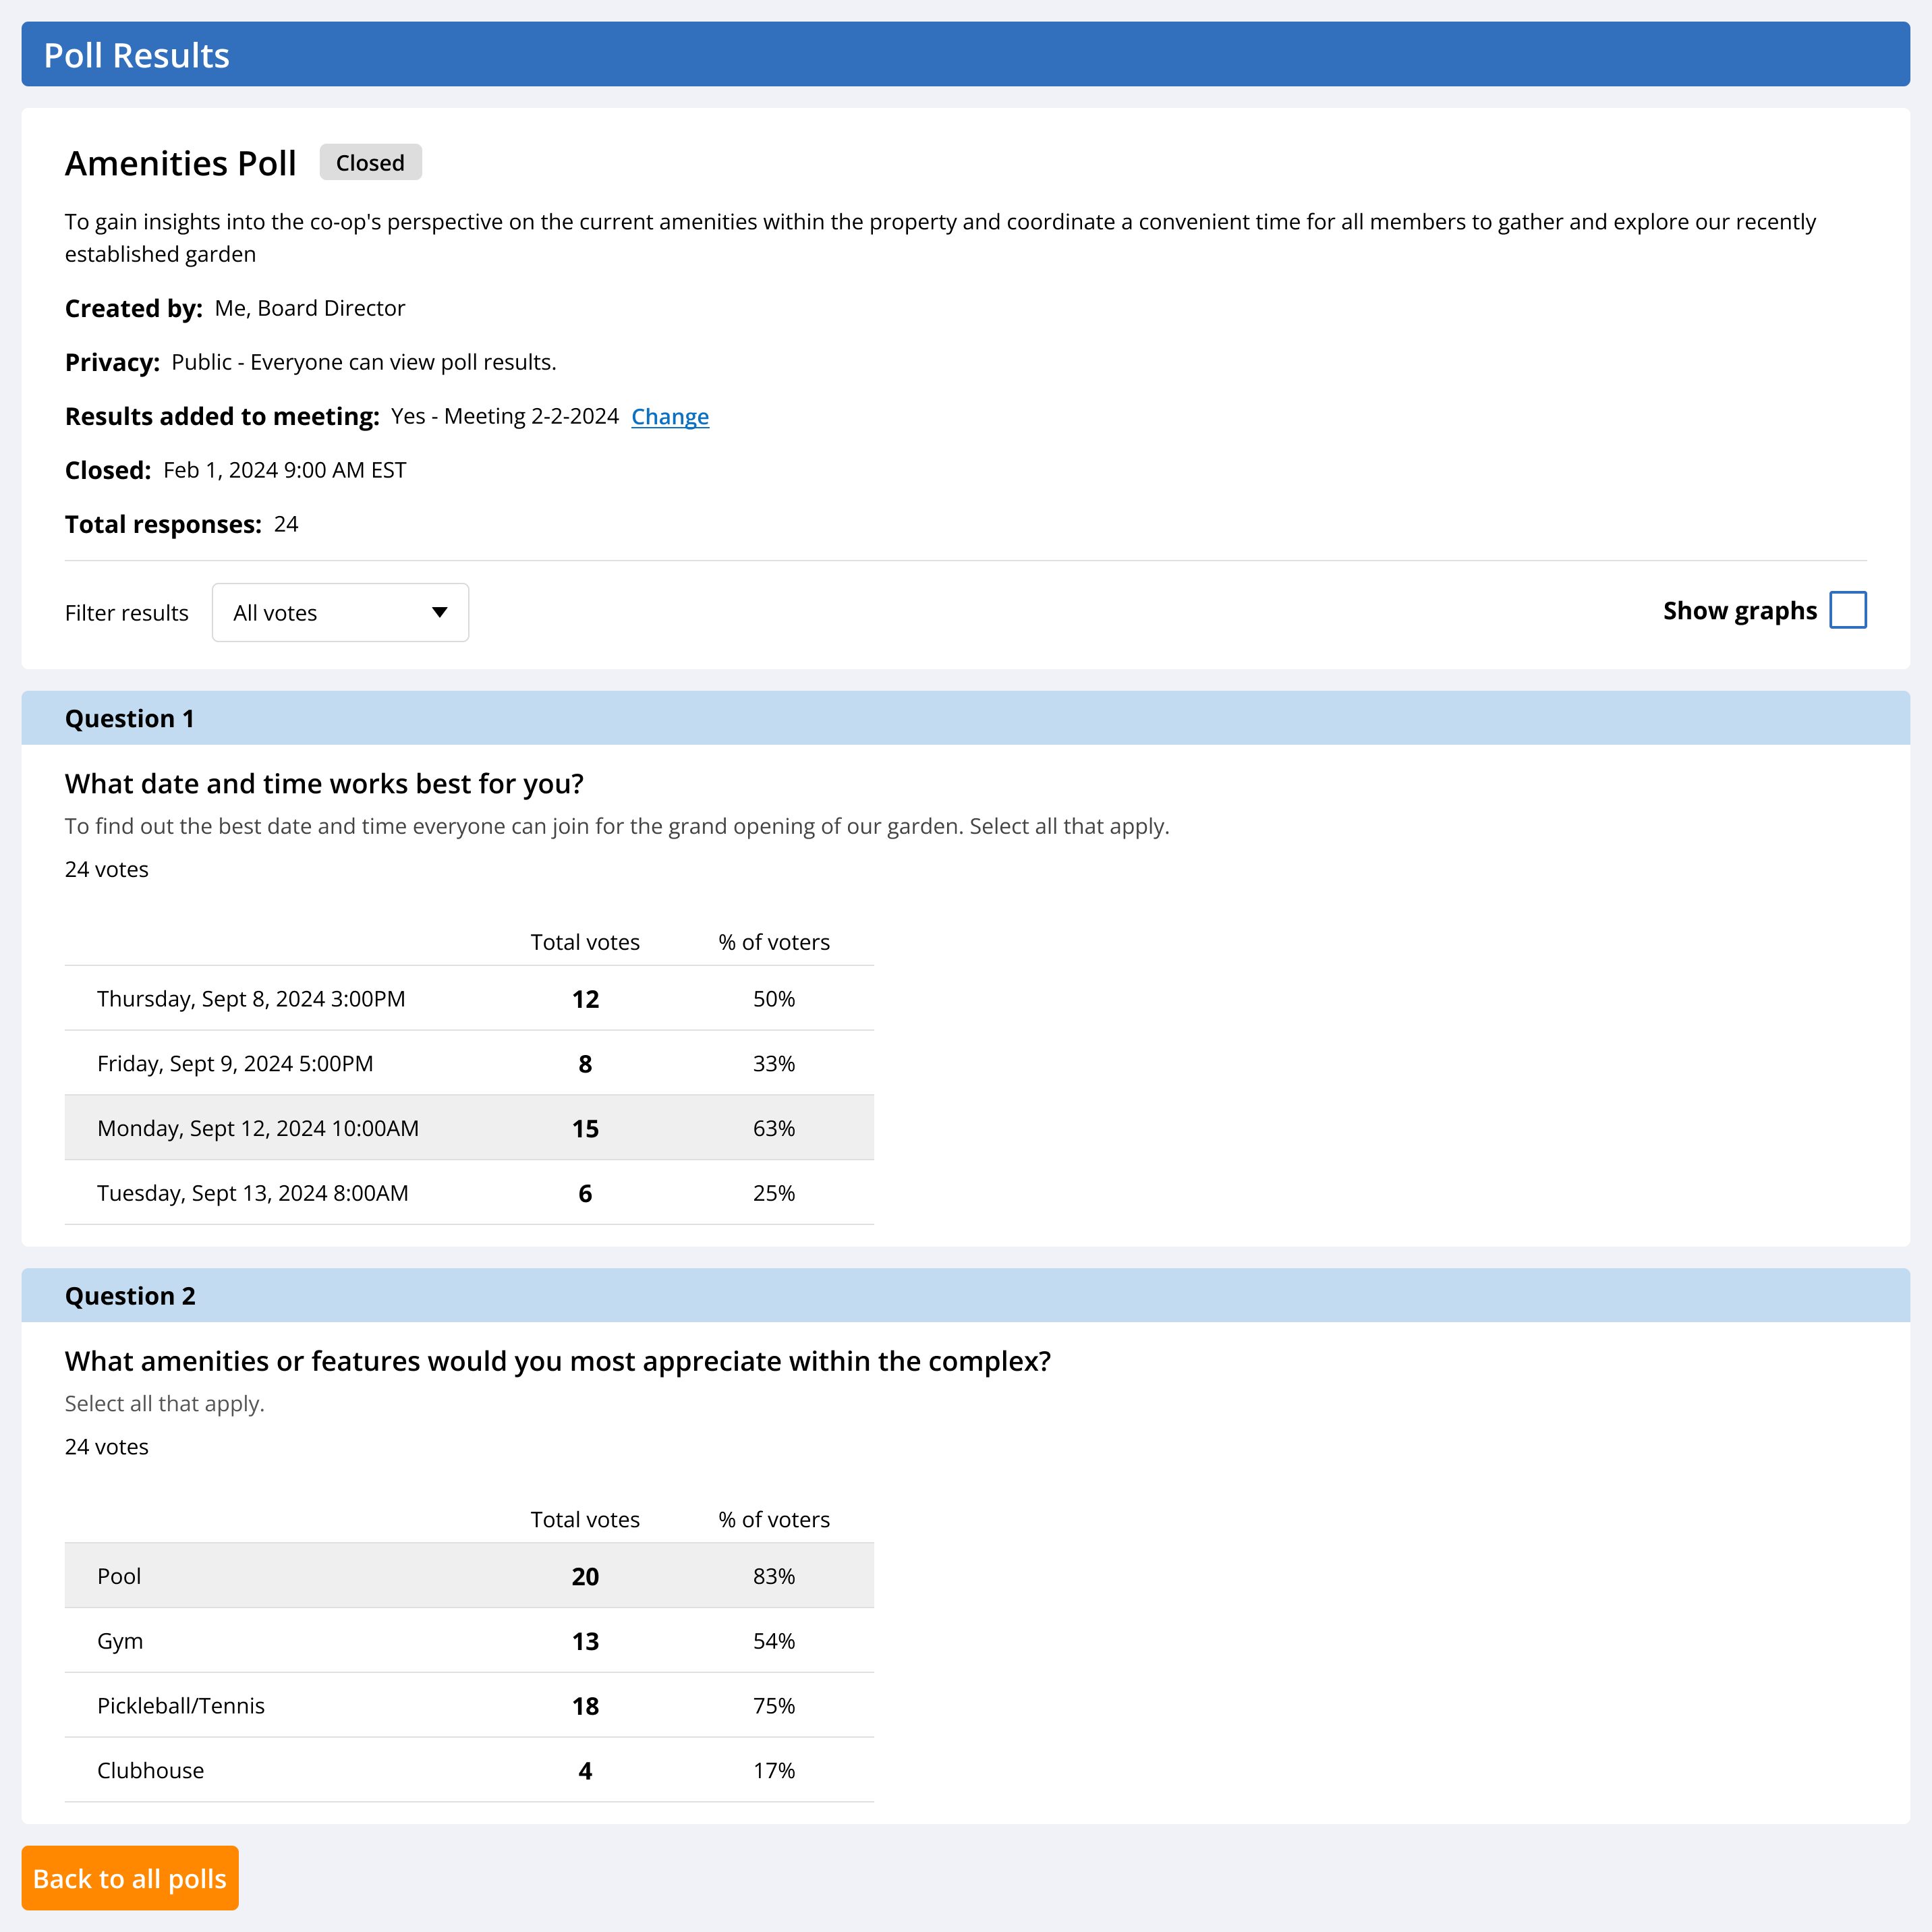 Poll Results
Amenities Poll Closed
To gain insights into the co-op's perspective on the current amenities within the property and coordinate a convenient time for all members to gather and explore our recently
established garden
Created by: Me, Board Director
Privacy: Public - Everyone can view poll results.
Results added to meeting: Yes - Meeting 2-2-2024 Change
Closed: Feb 1, 2024 9:00 AM EST
Total responses: 24
Filter results All votes Show graphs
Question 1
What date and time works best for you?
To find out the best date and time everyone can join for the grand opening of our garden. Select all that apply.
24 votes
Total votes % of voters
Thursday, Sept 8, 2024 3:00PM 12 50%
Friday, Sept 9, 2024 5:00PM 8 33%
Monday, Sept 12, 2024 10:00AM 15 63%
Tuesday, Sept 13, 2024 8:00AM 6 25%
Question 2
What amenities or features would you most appreciate within the complex?
Select all that apply.
24 votes
Total votes % of voters
Pool 20 83%
Gym 13 54%
Pickleball/Tennis 18 75%
Clubhouse 4 17%
Back to all polls